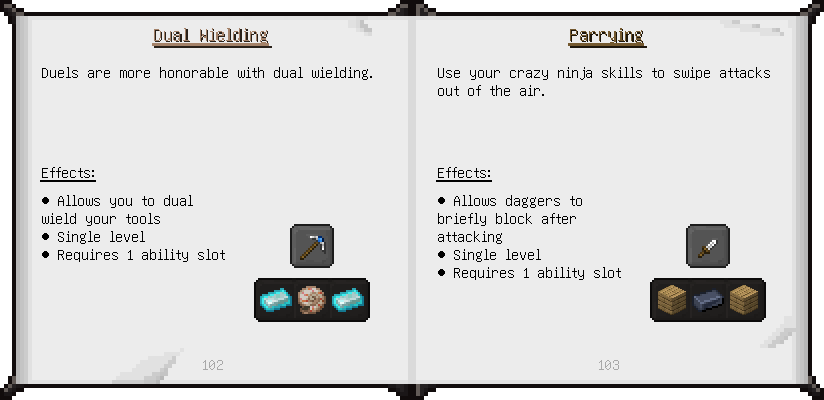 Dual Wielding
Duels are more honorable with dual wielding.
Effects:
● Allows you to dual
wield your tools
● Single level
● Requires 1 ability slot
102
Parrying
Use your crazy ninja skills to swipe attacks
out of the air.
Effects:
● Allows daggers to
briefly block after
attacking
● Single level
● Requires 1 ability slot
103